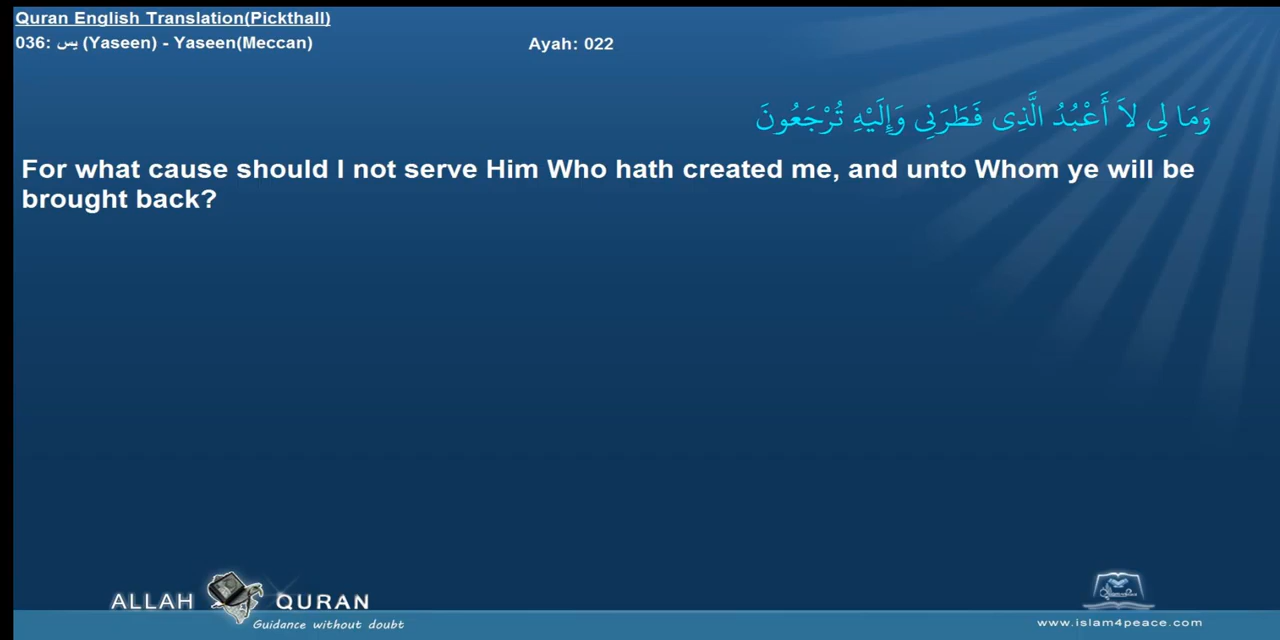 Quran English Translation(Pickthall)
036: يس (Yaseen) - Yaseen(Meccan)
Ayah: 022
وَمَا لِى لاَ أَعْبُدُ الَّذِى فَطَرَنِى وَإِلَيْهِ تُرْجَعُونَ
For what cause should I not serve Him Who hath created me, and unto Whom ye will be
brought back?
ALLAH QURAN
Guidance without doubt
www.islam4peace.com